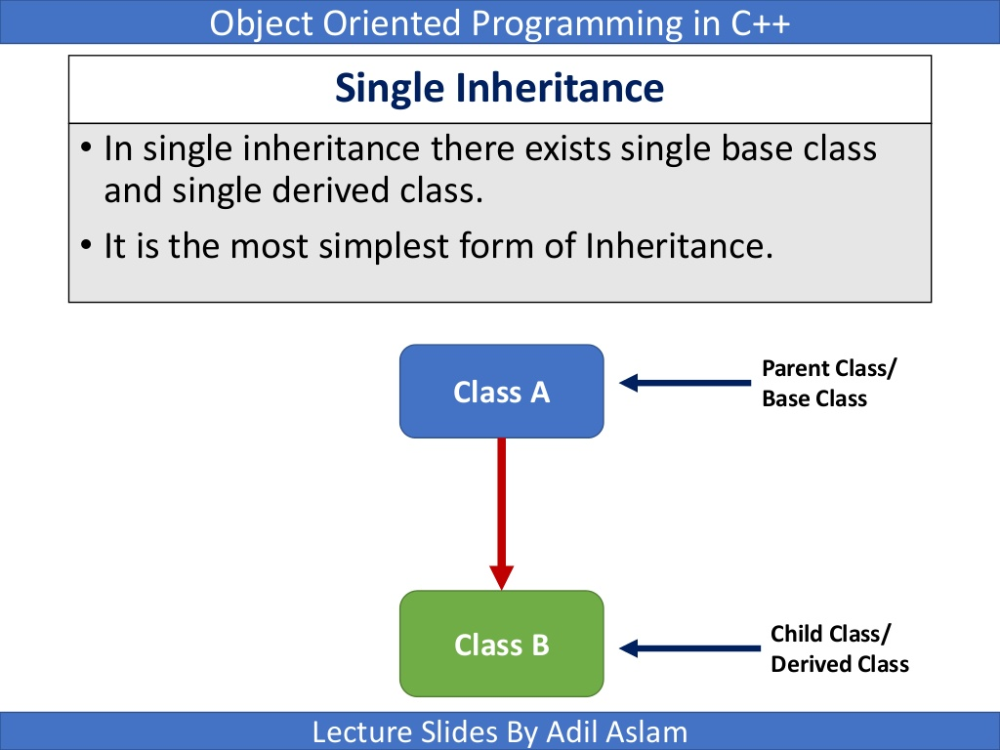 Object Oriented Programming in C++
Single Inheritance
• In single inheritance there exists single base class
and single derived class.
• It is the most simplest form of Inheritance.
Class A
Parent Class/
Base Class
Class B
Child Class/
Derived Class
Lecture Slides By Adil Aslam